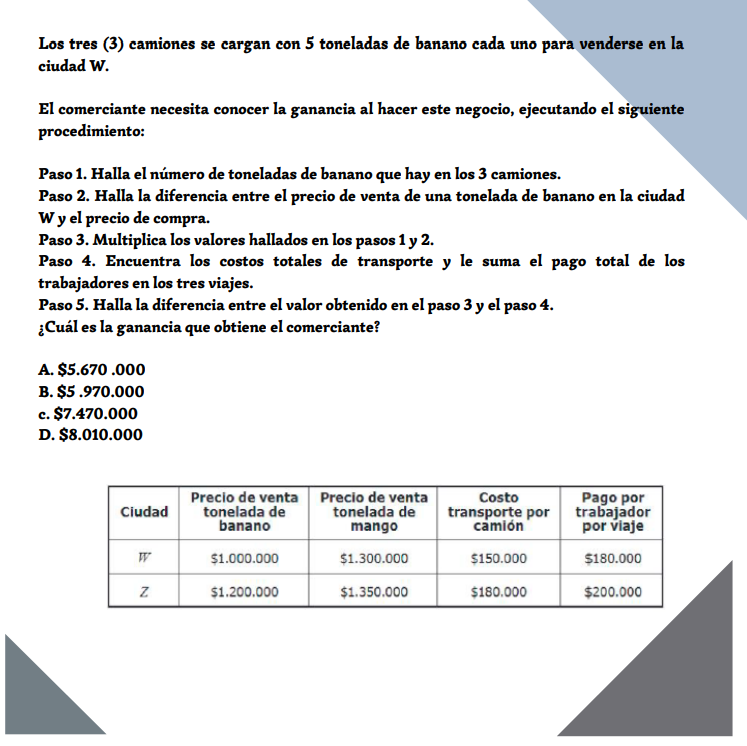 Los tres (3) camiones se cargan con 5 toneladas de banano cada uno para venderse en la
ciudad W.
El comerciante necesita conocer la ganancia al hacer este negocio, ejecutando el siguiente
procedimiento:
Paso 1. Halla el número de toneladas de banano que hay en los 3 camiones.
Paso 2. Halla la diferencia entre el precio de venta de una tonelada de banano en la ciudad
W y el precio de compra.
Paso 3. Multiplica los valores hallados en los pasos 1 y 2.
Paso 4. Encuentra los costos totales de transporte y le suma el pago total de los
trabajadores en los tres viajes.
Paso 5. Halla la diferencia entre el valor obtenido en el paso 3 y el paso 4.
¿Cuál es la ganancia que obtiene el comerciante?
A. $5.670 .000
B. $5 .970.000
c. $7.470.000
D. $8.010.000
Ciudad Precio de venta tonelada de banano Precio de venta tonelada de mango Costo transporte por camión Pago por trabajador por viaje
W $1.000.000 $1.300.000 $150.000 $180.000
Z $1.200.000 $1.350.000 $180.000 $200.000